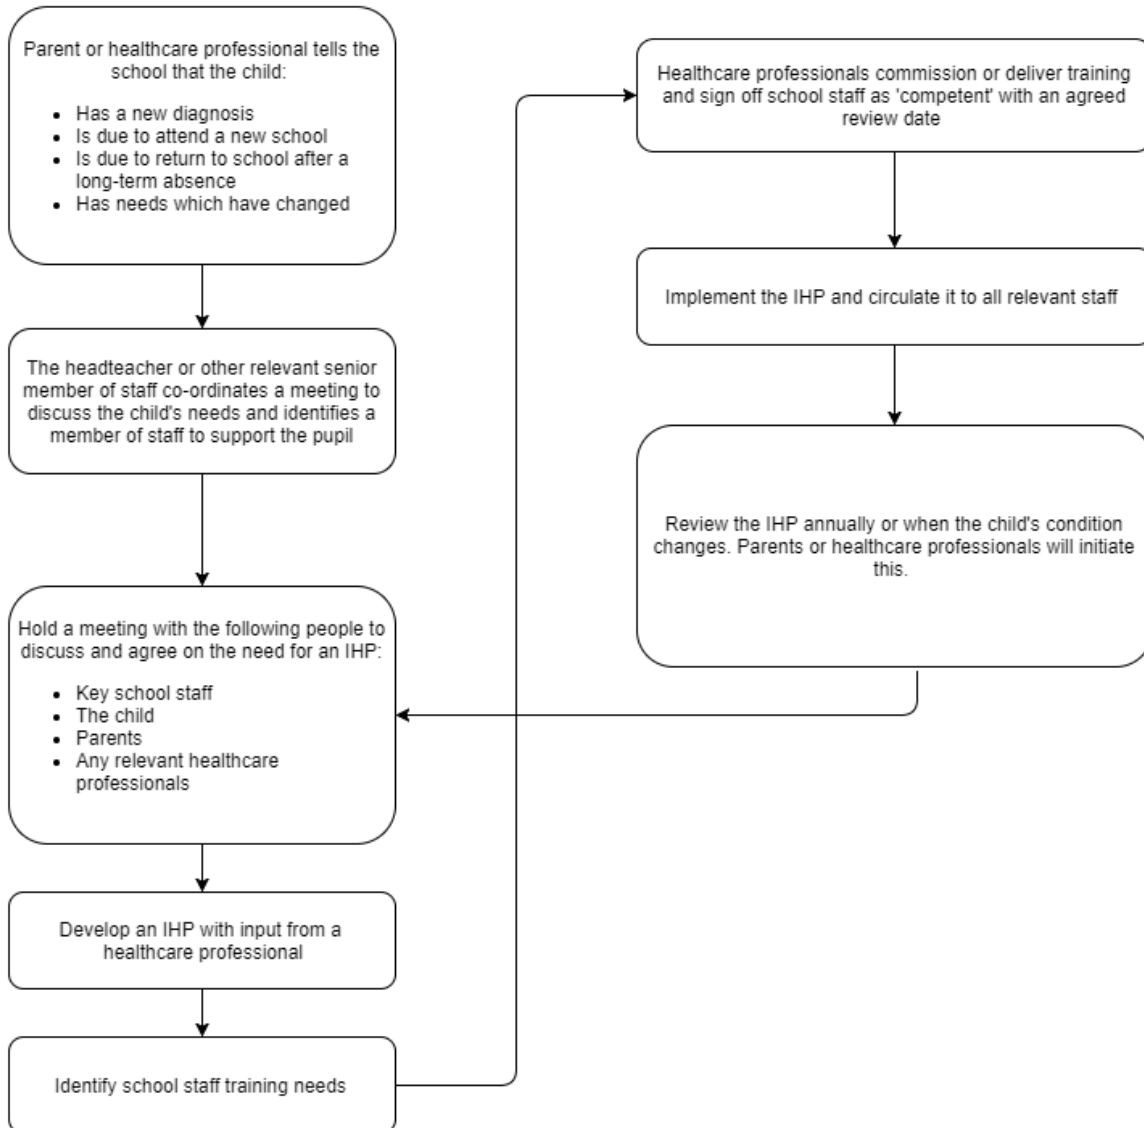 Parent or healthcare professional tells the
school that the child:
• Has a new diagnosis
• Is due to attend a new school
• Is due to return to school after a
long-term absence
• Has needs which have changed
The headteacher or other relevant senior
member of staff co-ordinates a meeting to
discuss the child's needs and identifies a
member of staff to support the pupil
Hold a meeting with the following people to
discuss and agree on the need for an IHP:
• Key school staff
• The child
• Parents
• Any relevant healthcare
professionals
Develop an IHP with input from a
healthcare professional
Identify school staff training needs
Healthcare professionals commission or deliver training
and sign off school staff as 'competent' with an agreed
review date
Implement the IHP and circulate it to all relevant staff
Review the IHP annually or when the child's condition
changes. Parents or healthcare professionals will initiate
this.